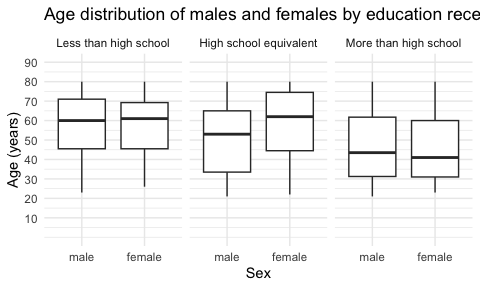 Age distribution of males and females by education rece
Less than high school
High school equivalent
More than high school
90
80
70
60
50
40
30
20
10
Age (years)
male
female
male
female
male
female
Sex